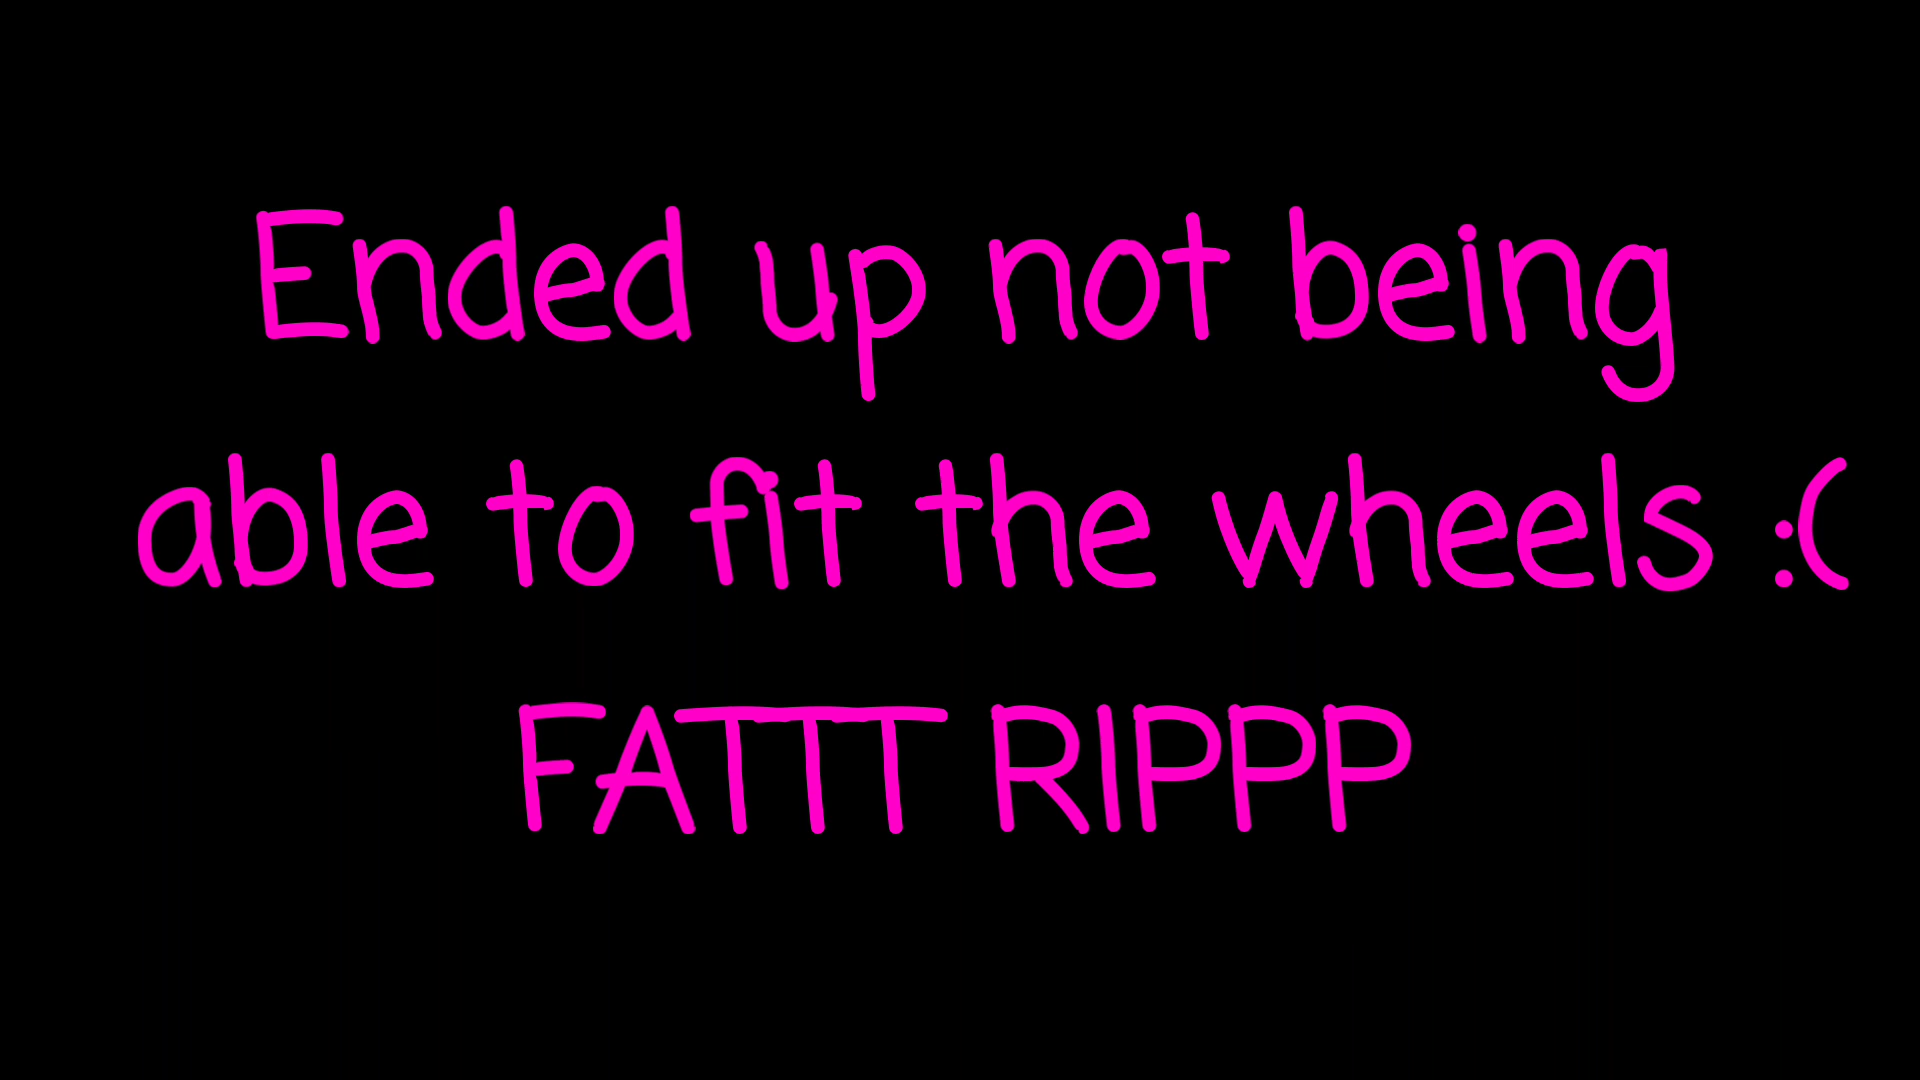 Ended up not being
able to fit the wheels :(
FATTT RIPPP